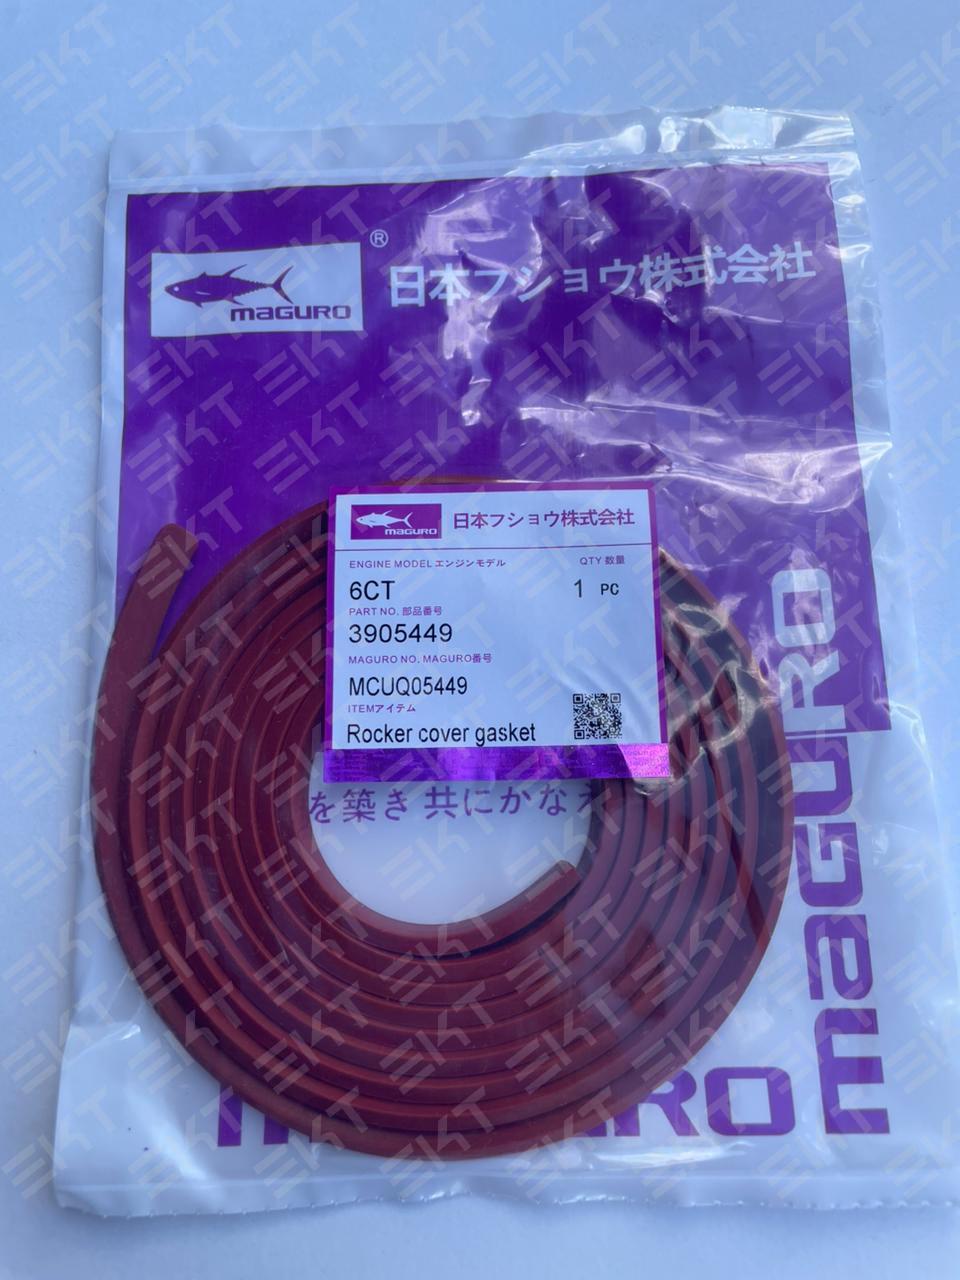 ®
maGURO
日本フショウ株式会社
maGURO
日本フショウ株式会社
ENGINE MODEL エンジンモデル
QTY 数量
6CT
1 PC
PART NO. 部品番号
3905449
MAGURO NO. MAGURO番号
MCUQ05449
ITEMアイテム
Rocker cover gasket
を築き 共にかなえ
maGURO
EKT